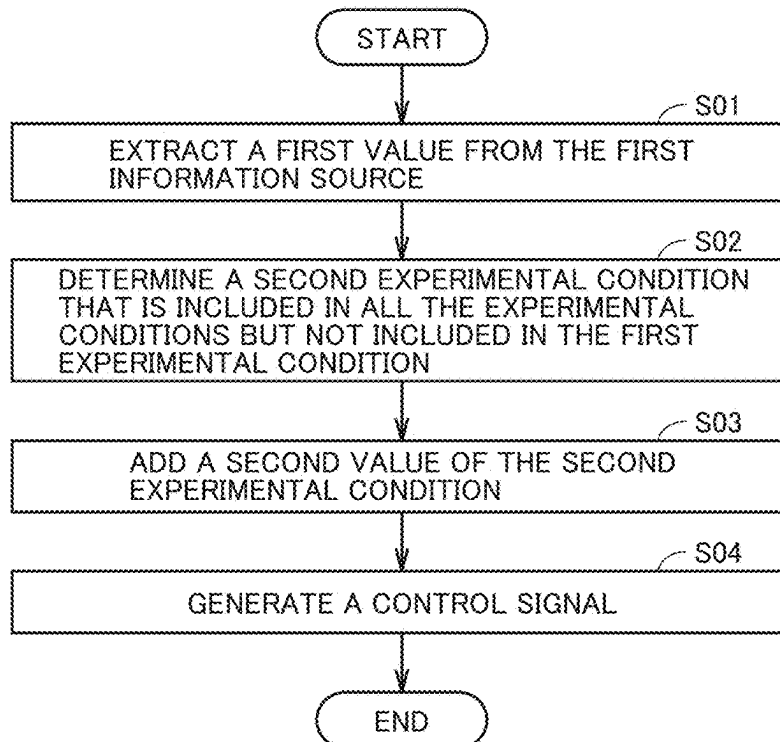 START
S01
EXTRACT A FIRST VALUE FROM THE FIRST
INFORMATION SOURCE
S02
DETERMINE A SECOND EXPERIMENTAL CONDITION
THAT IS INCLUDED IN ALL THE EXPERIMENTAL
CONDITIONS BUT NOT INCLUDED IN THE FIRST
EXPERIMENTAL CONDITION
S03
ADD A SECOND VALUE OF THE SECOND
EXPERIMENTAL CONDITION
S04
GENERATE A CONTROL SIGNAL
END